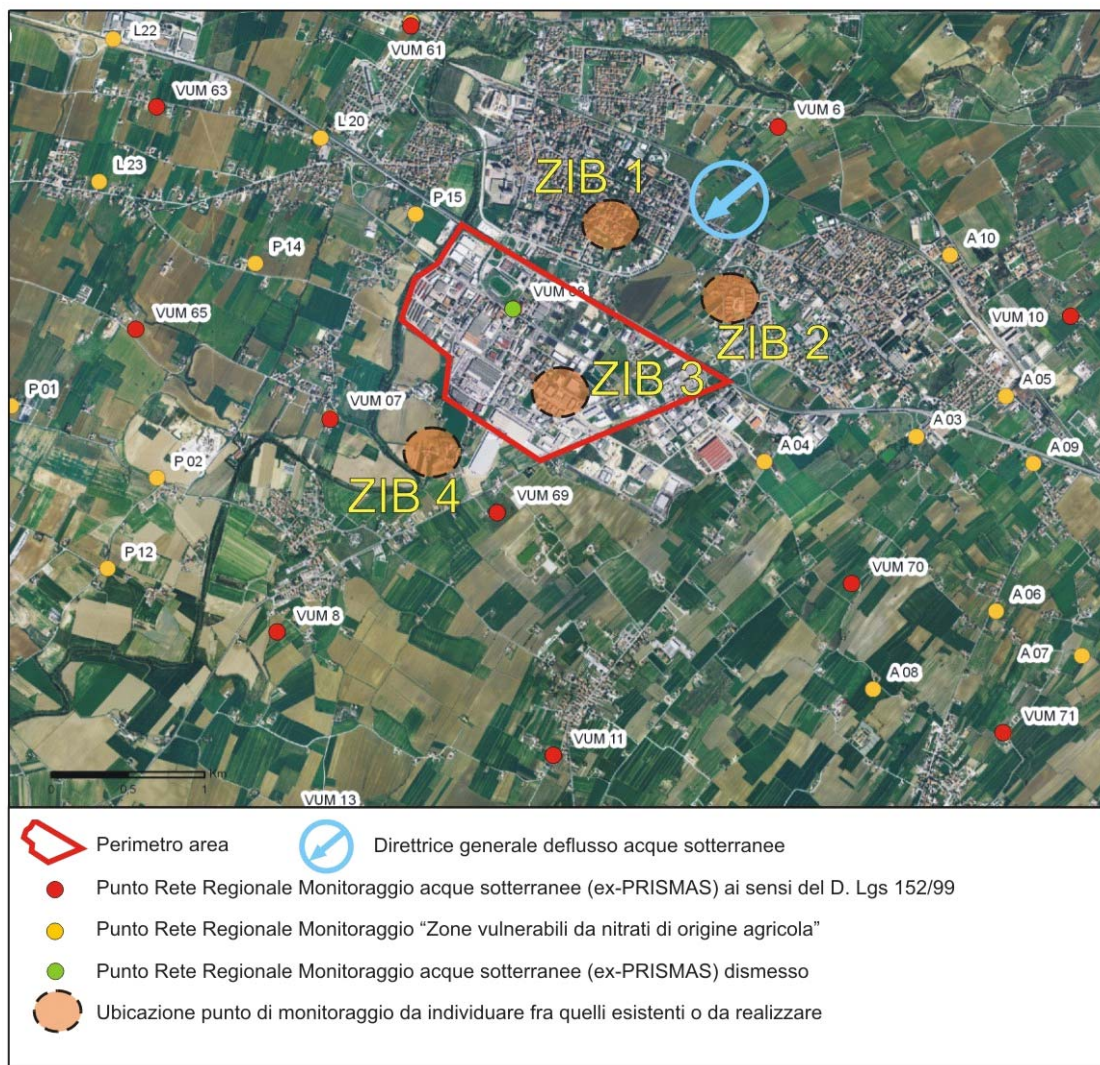 L22
VUM 61
VUM 63
L 20
VUM 6
L 23
ZIB 1
P 15
A 10
P 14
VUM 65
VUM 10
ZIB 2
P 01
ZIB 3
A 05
VUM 07
A 03
A 09
A 04
P 02
ZIB 4
VUM 69
P 12
VUM 70
A 06
VUM 8
A 07
A 08
VUM 71
VUM 11
Km
0 0.5 1
VUM 13
Perimetro area
Direttrice generale deflusso acque sotterranee
Punto Rete Regionale Monitoraggio acque sotterranee (ex-PRISMAS) ai sensi del D. Lgs 152/99
Punto Rete Regionale Monitoraggio “Zone vulnerabili da nitrati di origine agricola”
Punto Rete Regionale Monitoraggio acque sotterranee (ex-PRISMAS) dismesso
Ubicazione punto di monitoraggio da individuare fra quelli esistenti o da realizzare